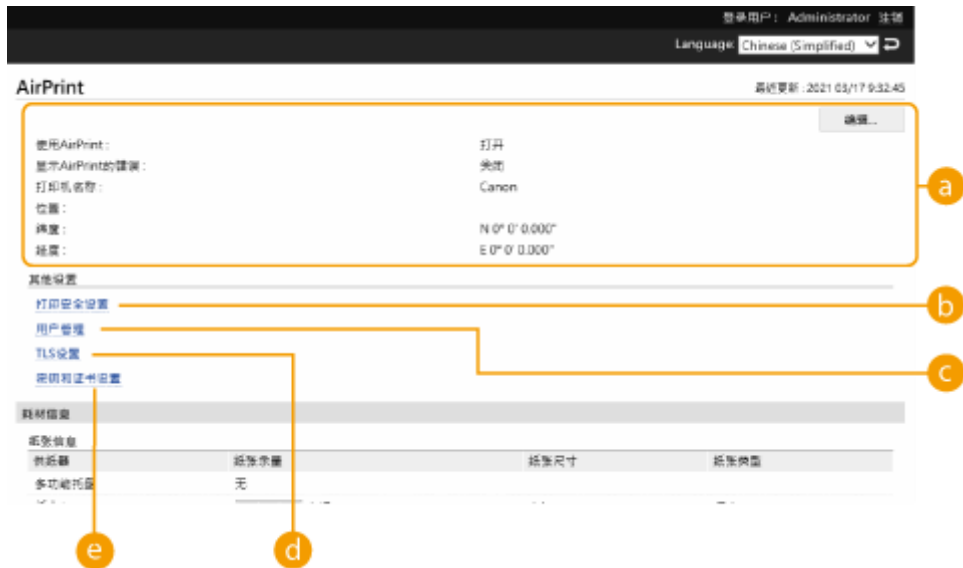 登录用户： Administrator 注销
Language: Chinese (Simplified)
AirPrint
最近更新 : 2021 03/17 9:32:45
编辑...
使用AirPrint : 打开
显示AirPrint的错误 : 关闭
打印机名称 : Canon
位置 :
纬度 : N 0° 0' 0.000"
经度 : E 0° 0' 0.000"
a
其他设置
打印安全设置
b
用户管理
TLS设置
c
密钥和证书设置
耗材信息
纸张信息
供纸器 纸张余量 纸张尺寸 纸张类型
多功能托盘 无
e
d